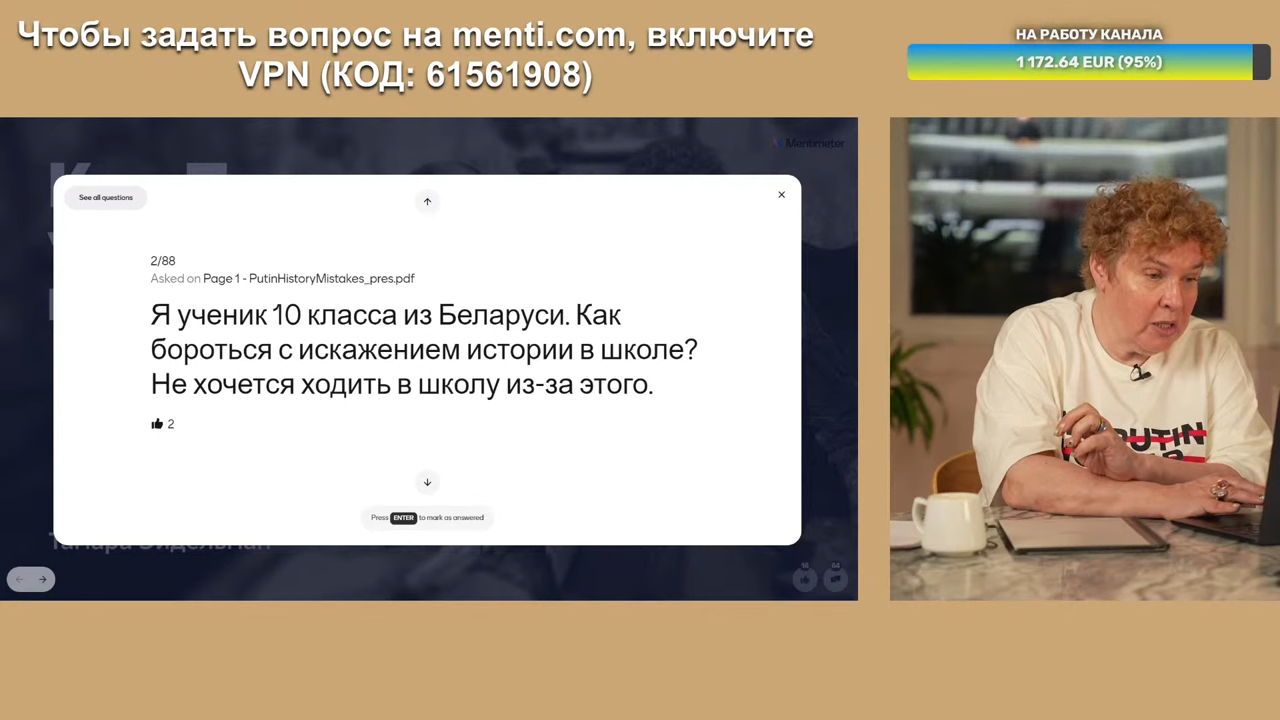 Чтобы задать вопрос на menti.com, включите
VPN (КОД: 61561908)
НА РАБОТУ КАНАЛА
1 172.64 EUR (95%)
Mentimeter
See all questions
2/88
Asked on Page 1 - PutinHistoryMistakes_pres.pdf
Я ученик 10 класса из Беларуси. Как
бороться с искажением истории в школе?
Не хочется ходить в школу из-за этого.
2
Press ENTER to mark as answered
PUTIN